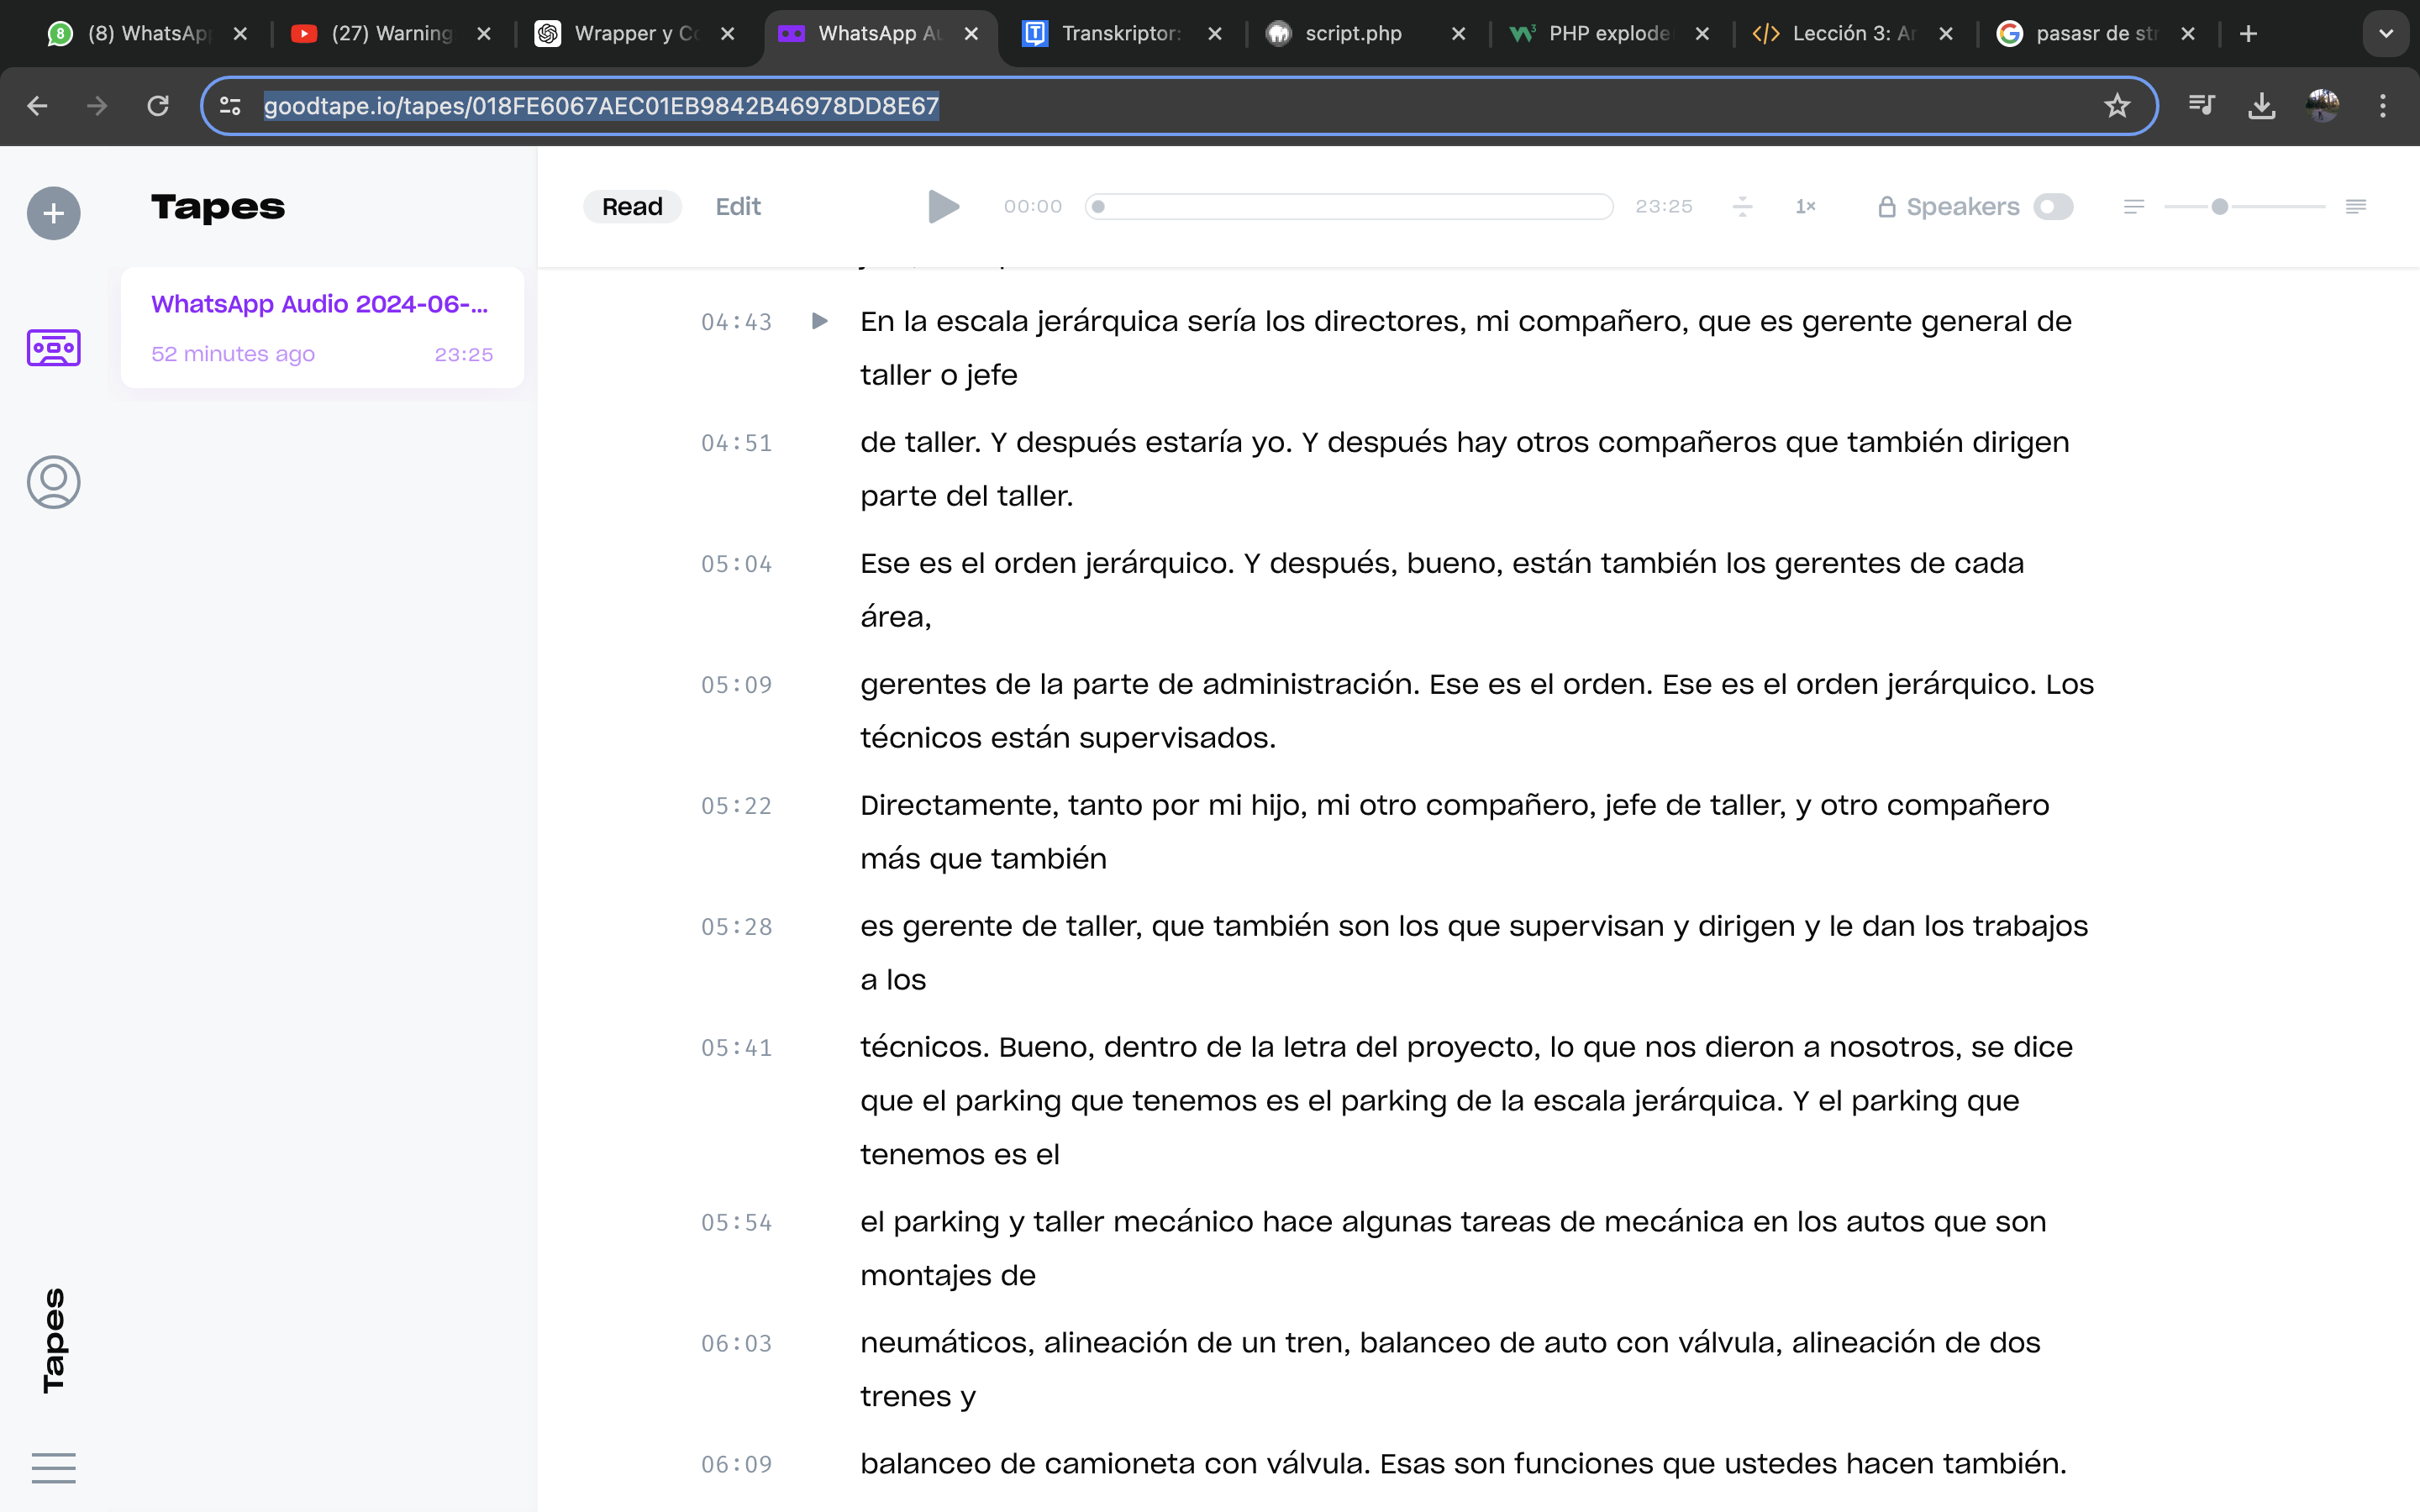 (8) WhatsAp
(27) Warning
Wrapper y Co
WhatsApp Au
Transkriptor:
script.php
PHP explode
Lección 3: Ar
pasasr de str
goodtape.io/tapes/018FE6067AEC01EB9842B46978DD8E67
Tapes
Read
Edit
00:00
23:25
1×
Speakers
WhatsApp Audio 2024-06-...
52 minutes ago
23:25
04:43 En la escala jerárquica sería los directores, mi compañero, que es gerente general de
taller o jefe
04:51 de taller. Y después estaría yo. Y después hay otros compañeros que también dirigen
parte del taller.
05:04 Ese es el orden jerárquico. Y después, bueno, están también los gerentes de cada
área,
05:09 gerentes de la parte de administración. Ese es el orden. Ese es el orden jerárquico. Los
técnicos están supervisados.
05:22 Directamente, tanto por mi hijo, mi otro compañero, jefe de taller, y otro compañero
más que también
05:28 es gerente de taller, que también son los que supervisan y dirigen y le dan los trabajos
a los
05:41 técnicos. Bueno, dentro de la letra del proyecto, lo que nos dieron a nosotros, se dice
que el parking que tenemos es el parking de la escala jerárquica. Y el parking que
tenemos es el
05:54 el parking y taller mecánico hace algunas tareas de mecánica en los autos que son
montajes de
06:03 neumáticos, alineación de un tren, balanceo de auto con válvula, alineación de dos
trenes y
06:09 balanceo de camioneta con válvula. Esas son funciones que ustedes hacen también.
Tapes